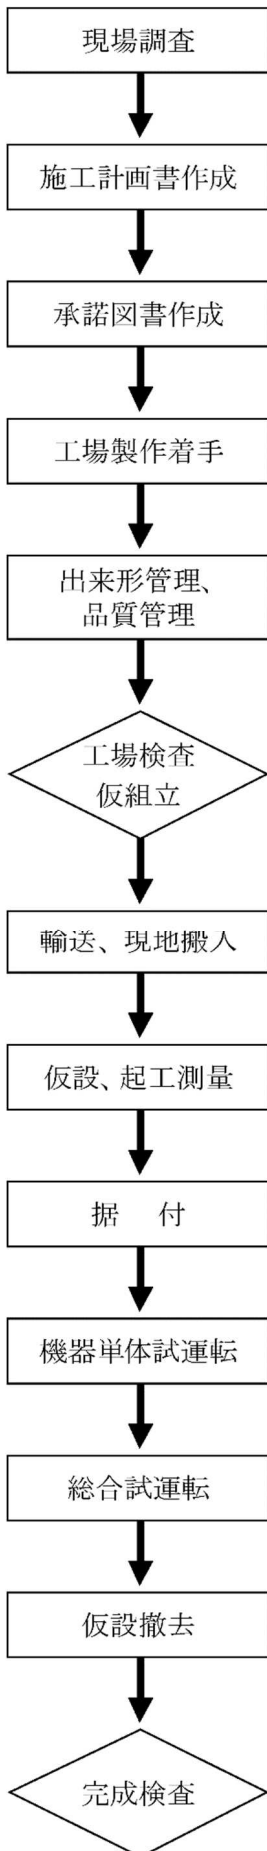 現場調査
施工計画書作成
承諾図書作成
工場製作着手
出来形管理、
品質管理
工場検査
仮組立
輸送、現地搬入
仮設、起工測量
据　付
機器単体試運転
総合試運転
仮設撤去
完成検査